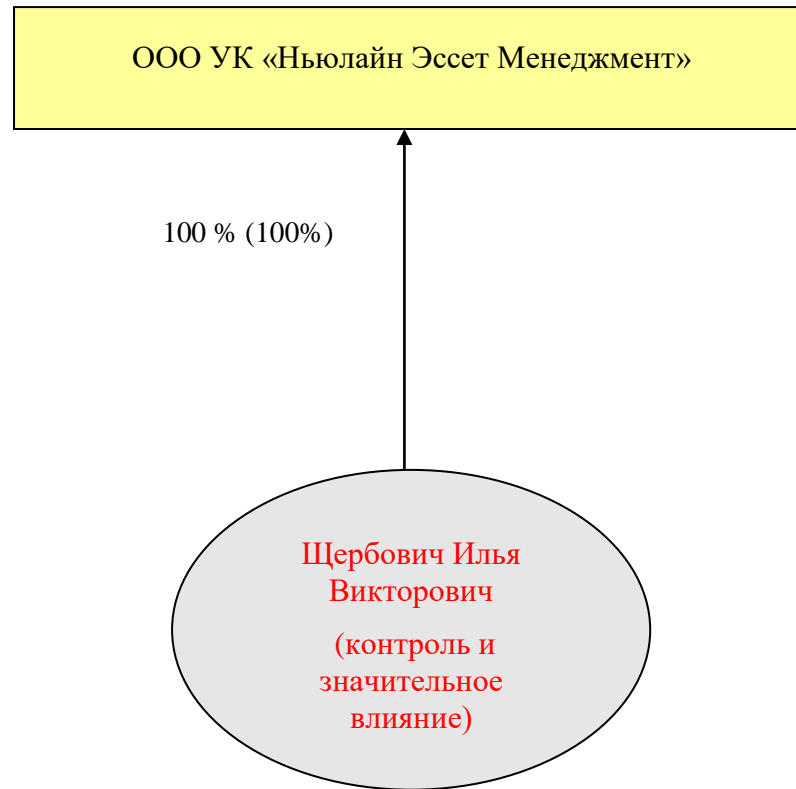 ООО УК «Ньюлайн Эссет Менеджмент»
100 % (100%)
Щербович Илья
Викторович
(контроль и
значительное
влияние)